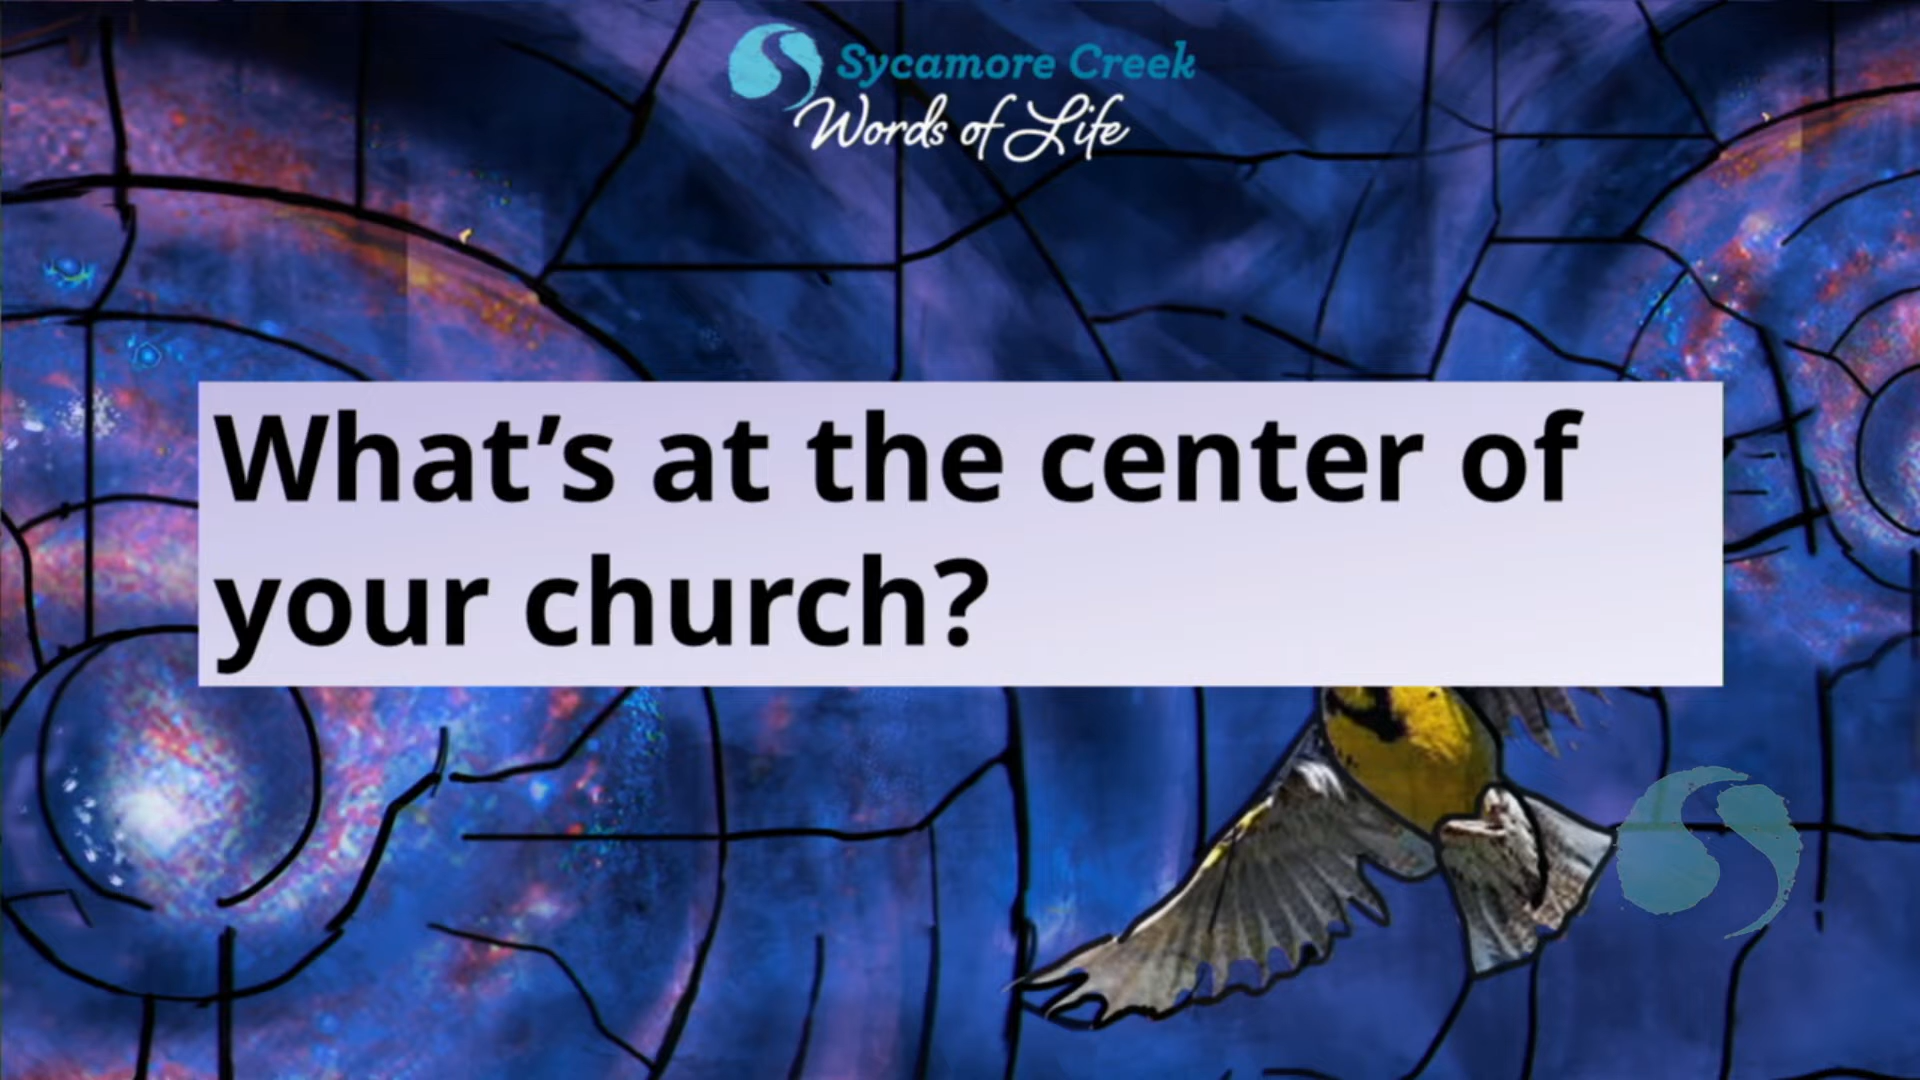 Sycamore Creek
Words of Life
What’s at the center of
your church?